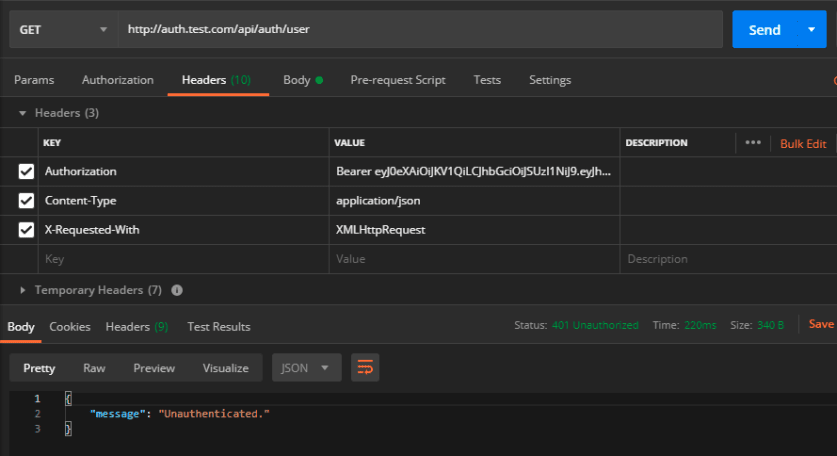 GET http://auth.test.com/api/auth/user Send
Params Authorization Headers (10) Body Pre-request Script Tests Settings
Headers (3)
KEY VALUE DESCRIPTION ••• Bulk Edit
Authorization Bearer eyJ0eXAiOiJKV1QiLCJhbGciOiJSUzI1NiJ9.eyJh...
Content-Type application/json
X-Requested-With XMLHttpRequest
Key Value Description
Temporary Headers (7)
Body Cookies Headers (9) Test Results Status: 401 Unauthorized Time: 220ms Size: 340 B Save
Pretty Raw Preview Visualize JSON
1 {
2 "message": "Unauthenticated."
3 }